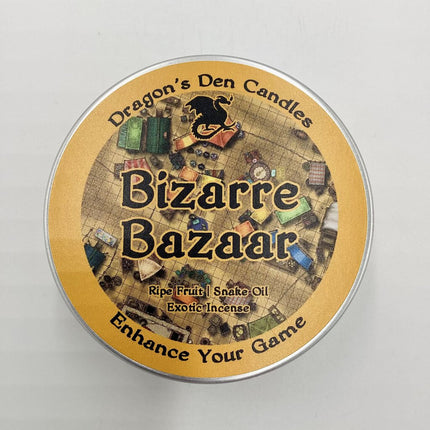 Dragon's Den Candles
Bizarre
Bazaar
Ripe Fruit | Snake Oil
Exotic Incense
Enhance Your Game